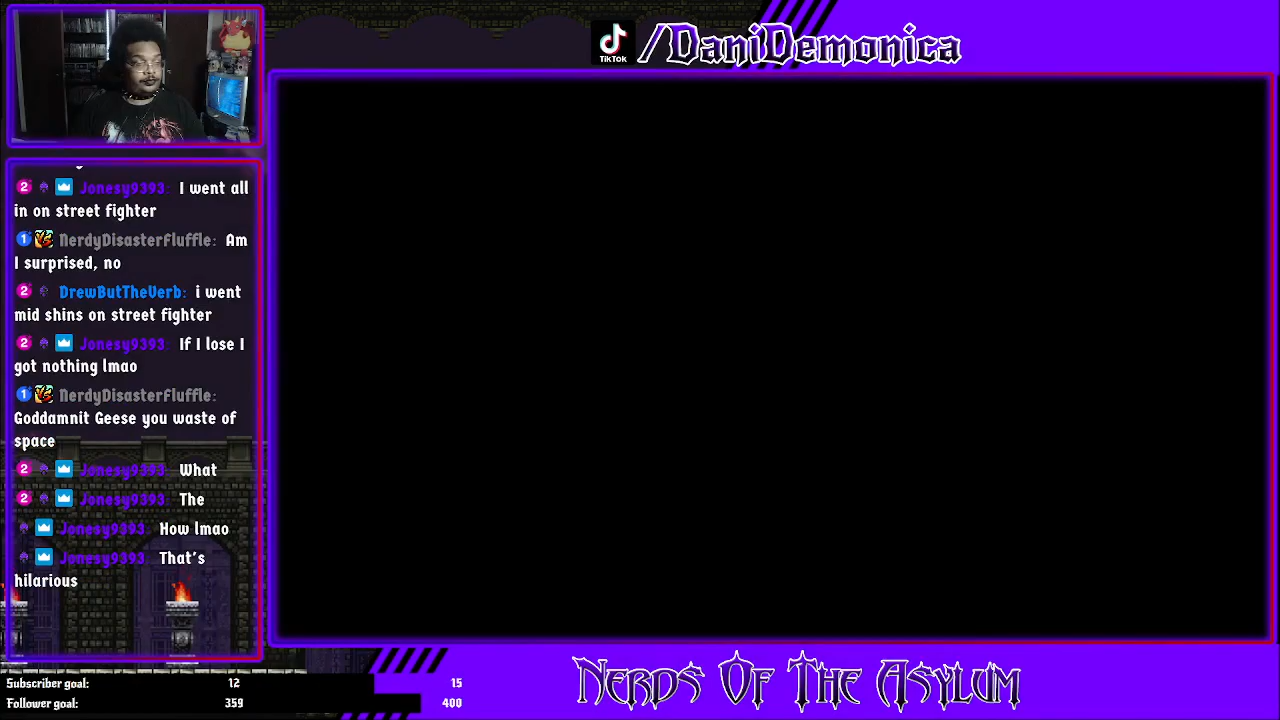 TikTok
/DaniDemonica
Jonesy9393: I went all
in on street fighter
NerdyDisasterFluffle: Am
I surprised, no
DrewButTheVerb: i went
mid shins on street fighter
Jonesy9393: If I lose I
got nothing lmao
NerdyDisasterFluffle:
Goddamnit Geese you waste of
space
Jonesy9393: What
Jonesy9393: The
Jonesy9393: How lmao
Jonesy9393: That's
hilarious
Subscriber goal: 12 15
Follower goal: 359 400
Nerds Of The Asylum